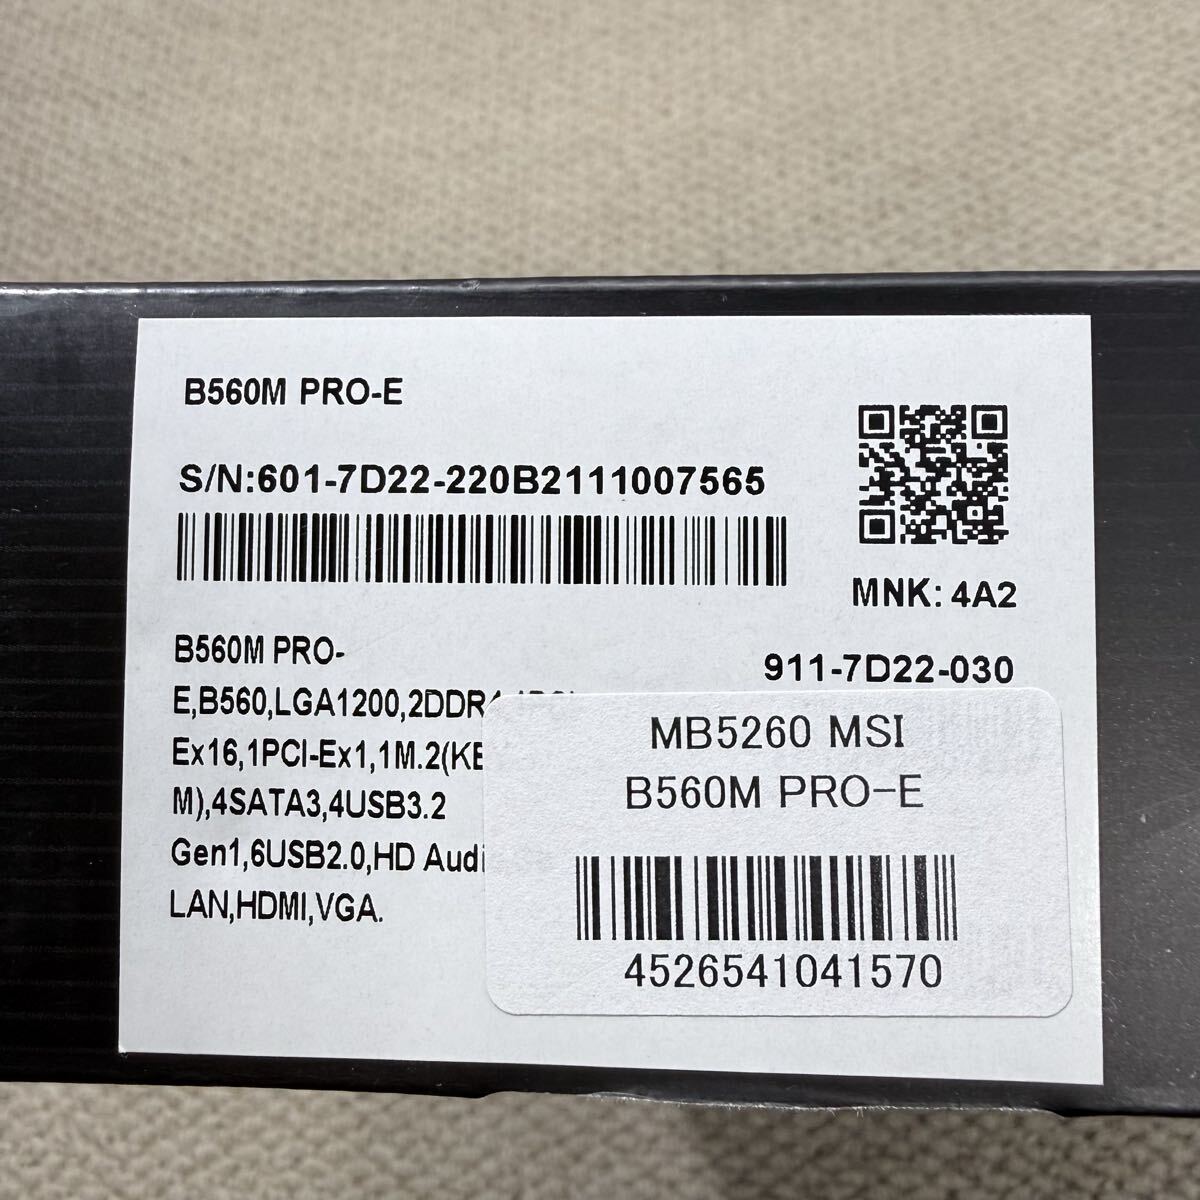 B560M PRO-E
S/N:601-7D22-220B2111007565
MNK: 4A2
B560M PRO-
911-7D22-030
E,B560,LGA1200,2DDR4
Ex16,1PCI-Ex1,1M.2(KE
M),4SATA3,4USB3.2
Gen1,6USB2.0,HD Audi
LAN,HDMI,VGA.
MB5260 MSI
B560M PRO-E
4526541041570